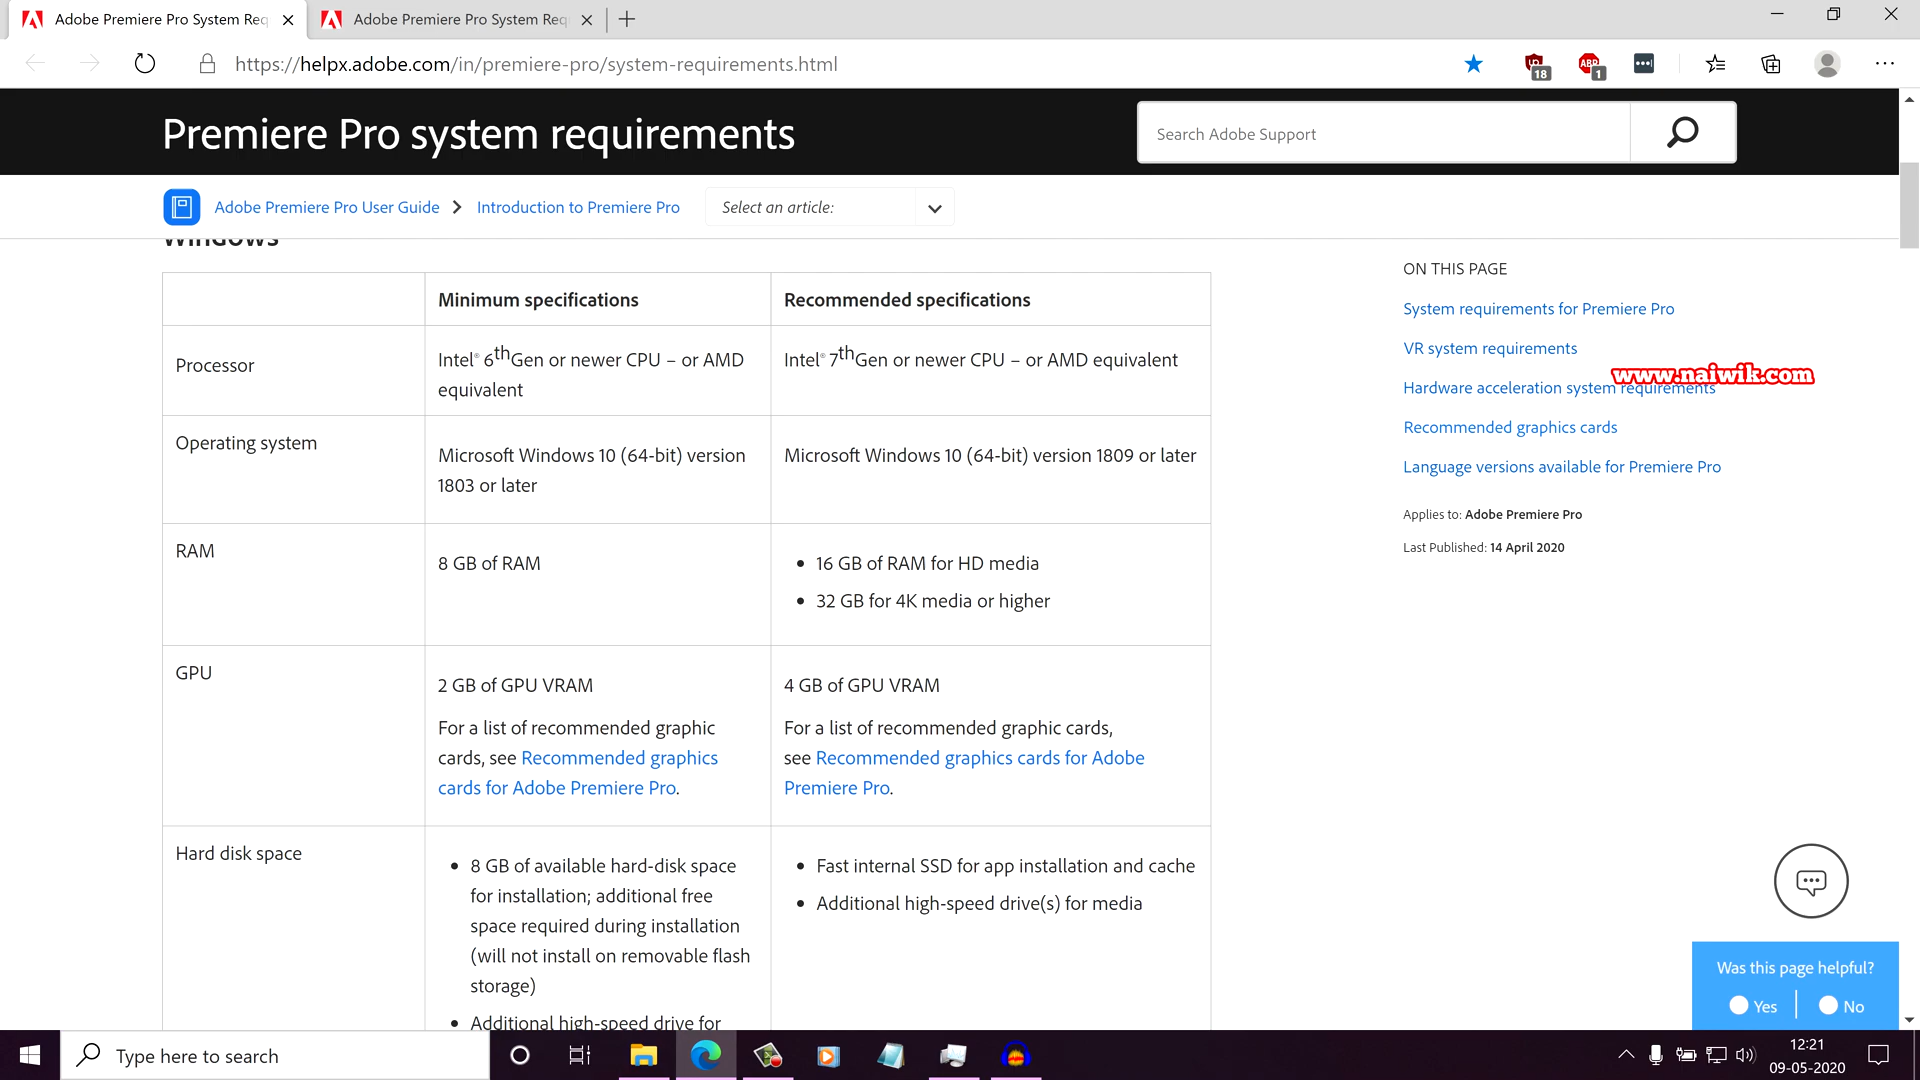 Adobe Premiere Pro System Req
Adobe Premiere Pro System Req
https://helpx.adobe.com/in/premiere-pro/system-requirements.html
18
ABP
1
Premiere Pro system requirements
Search Adobe Support
Adobe Premiere Pro User Guide
Introduction to Premiere Pro
Select an article:
Windows
Minimum specifications
Recommended specifications
Processor
Intel® 6thGen or newer CPU – or AMD
equivalent
Intel® 7thGen or newer CPU – or AMD equivalent
Operating system
Microsoft Windows 10 (64-bit) version
1803 or later
Microsoft Windows 10 (64-bit) version 1809 or later
RAM
8 GB of RAM
• 16 GB of RAM for HD media
• 32 GB for 4K media or higher
GPU
2 GB of GPU VRAM
For a list of recommended graphic
cards, see Recommended graphics
cards for Adobe Premiere Pro.
4 GB of GPU VRAM
For a list of recommended graphic cards,
see Recommended graphics cards for Adobe
Premiere Pro.
Hard disk space
• 8 GB of available hard-disk space
for installation; additional free
space required during installation
(will not install on removable flash
storage)
• Additional high-speed drive for
• Fast internal SSD for app installation and cache
• Additional high-speed drive(s) for media
ON THIS PAGE
System requirements for Premiere Pro
VR system requirements
www.naiwik.com
Hardware acceleration system requirements
Recommended graphics cards
Language versions available for Premiere Pro
Applies to: Adobe Premiere Pro
Last Published: 14 April 2020
Was this page helpful?
Yes
No
Type here to search
12:21
09-05-2020